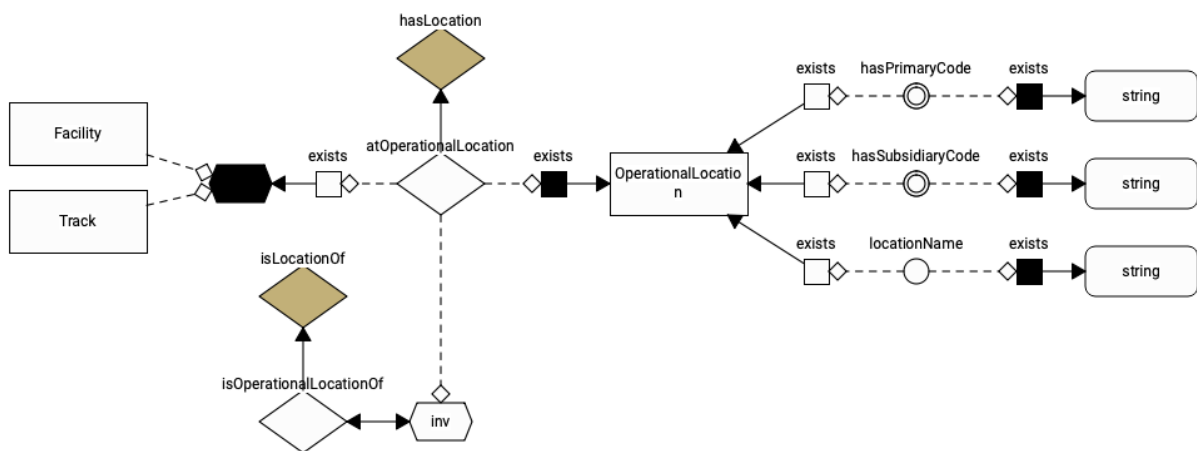 hasLocation
exists
hasPrimaryCode
exists
Facility
string
exists
atOperationalLocation
exists
exists
hasSubsidiaryCode
exists
OperationalLocatio
n
string
Track
exists
locationName
exists
isLocationOf
string
isOperationalLocationOf
inv